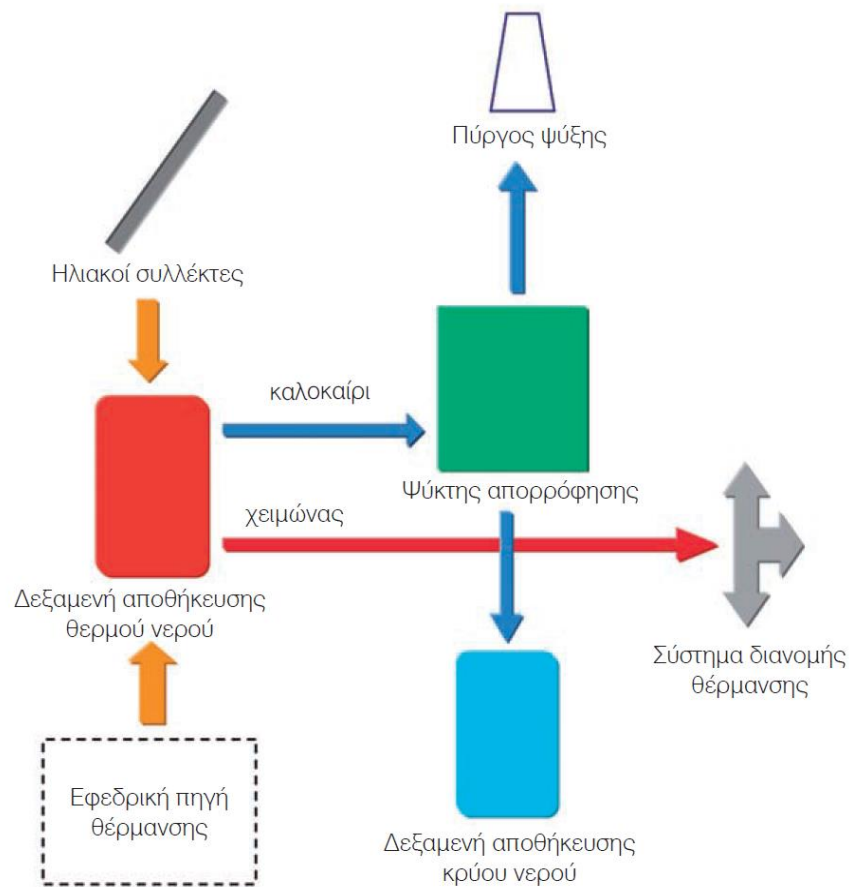 Πύργος ψύξης
Ηλιακοί συλλέκτες
καλοκαίρι
Ψύκτης απορρόφησης
χειμώνας
Δεξαμενή αποθήκευσης
θερμού νερού
Σύστημα διανομής
θέρμανσης
Εφεδρική πηγή
θέρμανσης
Δεξαμενή αποθήκευσης
κρύου νερού